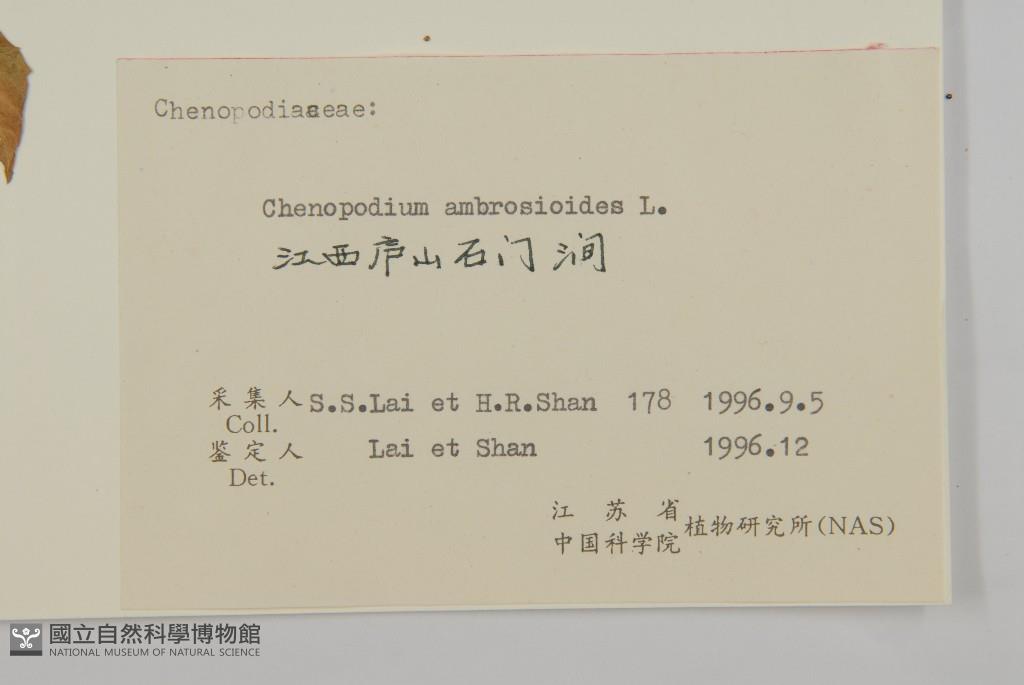 Chenopodiaceae:
Chenopodium ambrosioides L.
江西庐山石门涧
采集人 S.S.Lai et H.R.Shan 178 1996.9.5
Coll.
鉴定人 Lai et Shan 1996.12
Det.
江苏省
中国科学院 植物研究所(NAS)
國立自然科學博物館
NATIONAL MUSEUM OF NATURAL SCIENCE